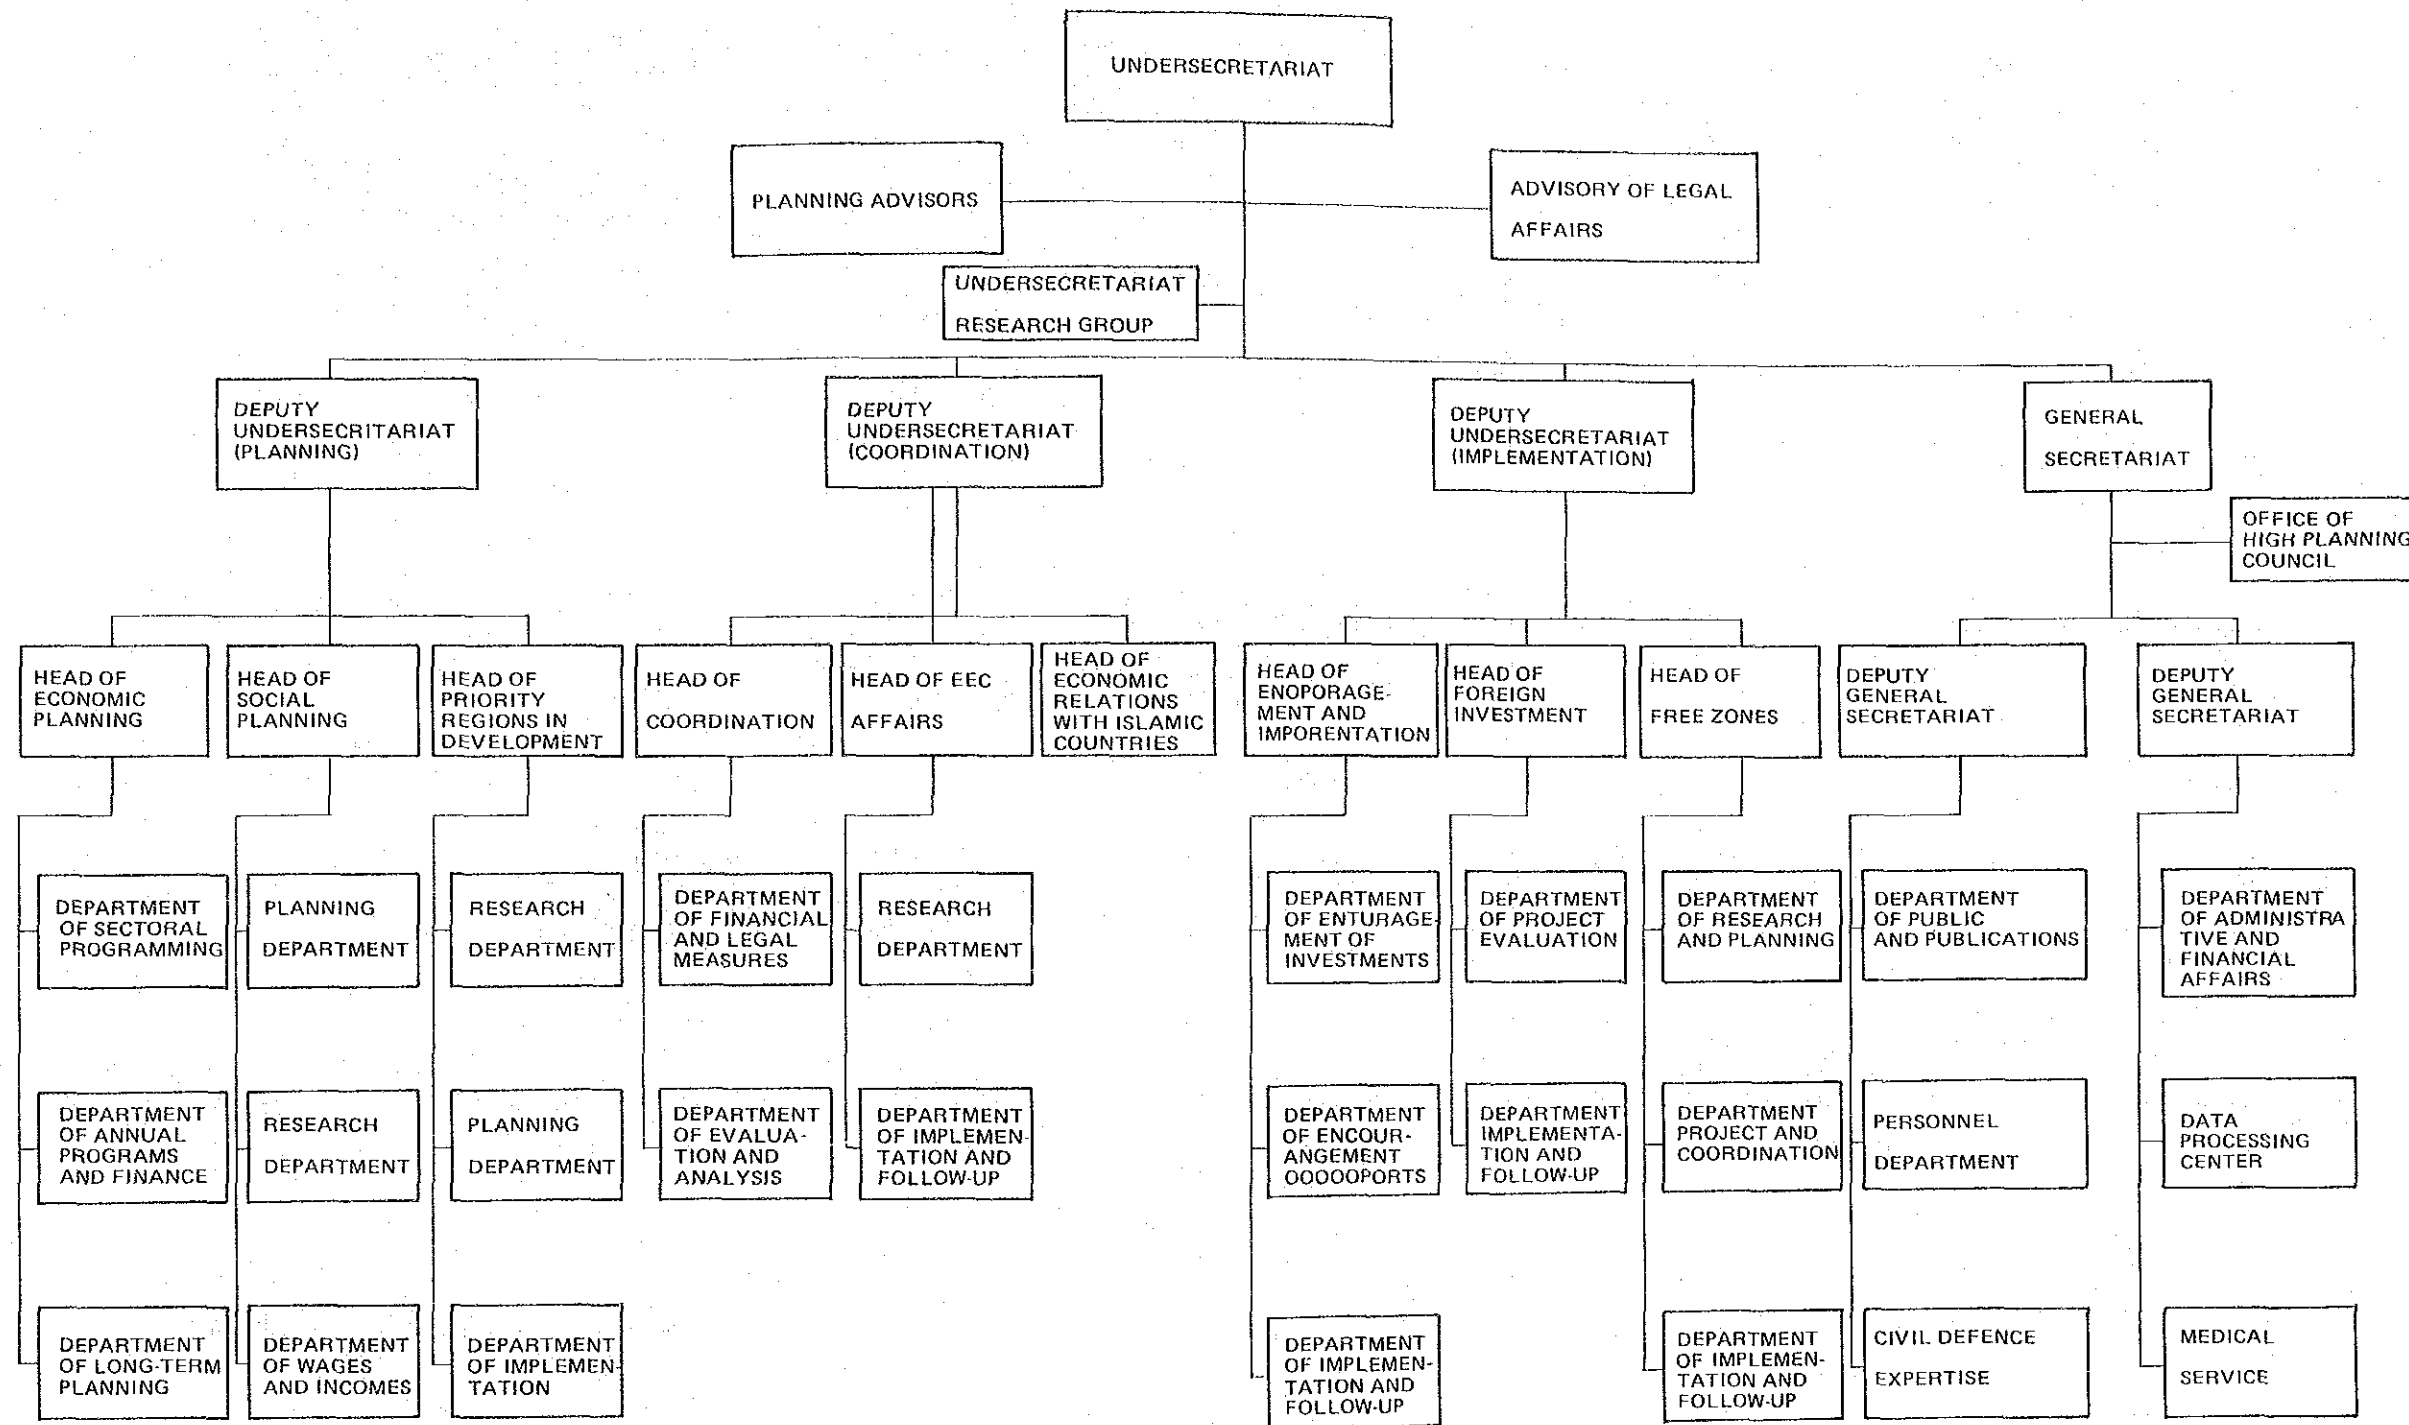 UNDERSECRETARIAT
PLANNING ADVISORS
ADVISORY OF LEGAL
AFFAIRS
UNDERSECRETARIAT
RESEARCH GROUP
DEPUTY
UNDERSECRITARIAT
(PLANNING)
DEPUTY
UNDERSECRETARIAT
(COORDINATION)
DEPUTY
UNDERSECRETARIAT
(IMPLEMENTATION)
GENERAL
SECRETARIAT
OFFICE OF
HIGH PLANNING
COUNCIL
HEAD OF
ECONOMIC
PLANNING
HEAD OF
SOCIAL
PLANNING
HEAD OF
PRIORITY
REGIONS IN
DEVELOPMENT
HEAD OF
COORDINATION
HEAD OF EEC
AFFAIRS
HEAD OF
ECONOMIC
RELATIONS
WITH ISLAMIC
COUNTRIES
HEAD OF
ENOPORAGE-
MENT AND
IMPORENTATION
HEAD OF
FOREIGN
INVESTMENT
HEAD OF
FREE ZONES
DEPUTY
GENERAL
SECRETARIAT
DEPUTY
GENERAL
SECRETARIAT
DEPARTMENT
OF SECTORAL
PROGRAMMING
PLANNING
DEPARTMENT
RESEARCH
DEPARTMENT
DEPARTMENT
OF FINANCIAL
AND LEGAL
MEASURES
RESEARCH
DEPARTMENT
DEPARTMENT
OF ENTURAGE-
MENT OF
INVESTMENTS
DEPARTMENT
OF PROJECT
EVALUATION
DEPARTMENT
OF RESEARCH
AND PLANNING
DEPARTMENT
OF PUBLIC
AND PUBLICATIONS
DEPARTMENT
OF ADMINISTRA
TIVE AND
FINANCIAL
AFFAIRS
DEPARTMENT
OF ANNUAL
PROGRAMS
AND FINANCE
RESEARCH
DEPARTMENT
PLANNING
DEPARTMENT
DEPARTMENT
OF EVALUA-
TION AND
ANALYSIS
DEPARTMENT
OF IMPLEMEN-
TATION AND
FOLLOW-UP
DEPARTMENT
OF ENCOUR-
ANGEMENT
OOOOOPORTS
DEPARTMENT
IMPLEMENTA-
TION AND
FOLLOW-UP
DEPARTMENT
PROJECT AND
COORDINATION
PERSONNEL
DEPARTMENT
DATA
PROCESSING
CENTER
DEPARTMENT
OF LONG-TERM
PLANNING
DEPARTMENT
OF WAGES
AND INCOMES
DEPARTMENT
OF IMPLEMEN-
TATION
DEPARTMENT
OF IMPLEMEN-
TATION AND
FOLLOW-UP
DEPARTMENT
OF IMPLEMEN-
TATION AND
FOLLOW-UP
CIVIL DEFENCE
EXPERTISE
MEDICAL
SERVICE